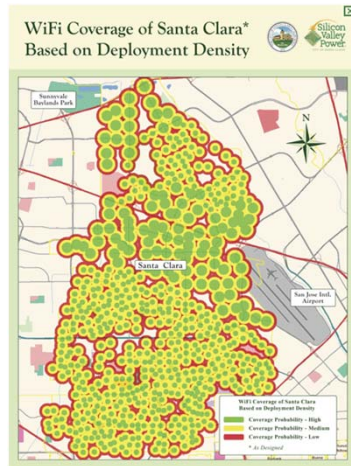 WiFi Coverage of Santa Clara*
Based on Deployment Density
Silicon
Valley
Power
Sunnyvale
Baylands Park
N
Santa Clara
San Jose Intl.
Airport
WiFi Coverage of Santa Clara
Based on Deployment Density
Coverage Probability - High
Coverage Probability - Medium
Coverage Probability - Low
* As Designed